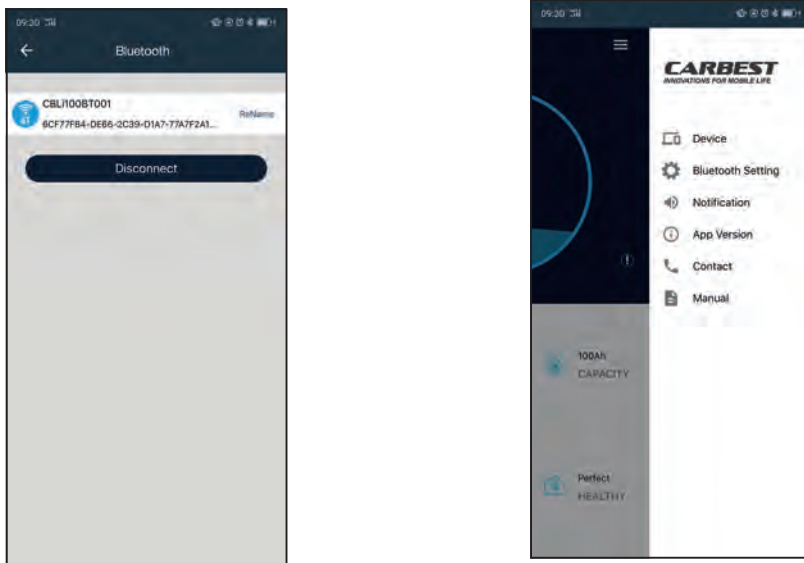 09:20
Bluetooth
CBLI100BT001
ReName
6CF77F84-DE66-2C39-D1A7-77A7F2A1...
Disconnect
09:20
CARBEST
INNOVATIONS FOR MOBILE LIFE
Device
Bluetooth Setting
Notification
App Version
Contact
Manual
100Ah
CAPACITY
Perfect
HEALTHY